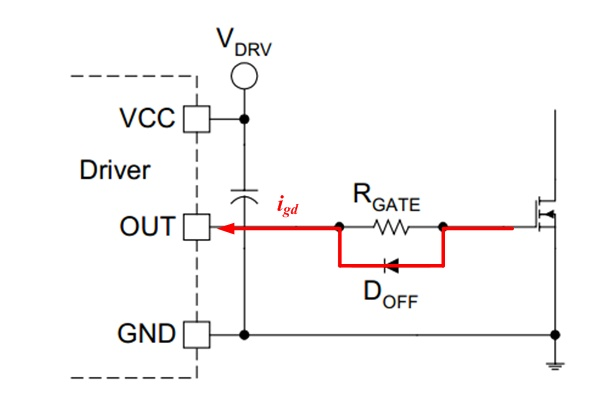 VDRV
VCC
Driver
igd
RGATE
OUT
DOFF
GND